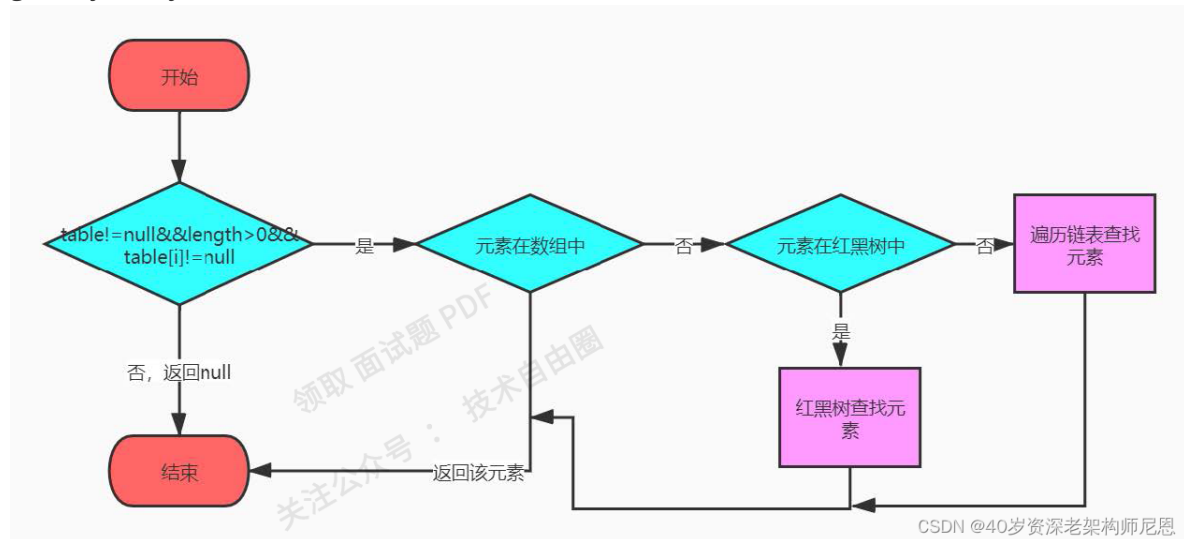 开始
table!=null&&length>0&&
table[i]!=null
是
元素在数组中
否
元素在红黑树中
否
遍历链表查找
元素
是
否，返回null
红黑树查找元
素
返回该元素
结束
领取 面试题 PDF
关注公众号 ： 技术自由圈
CSDN @40岁资深老架构师尼恩